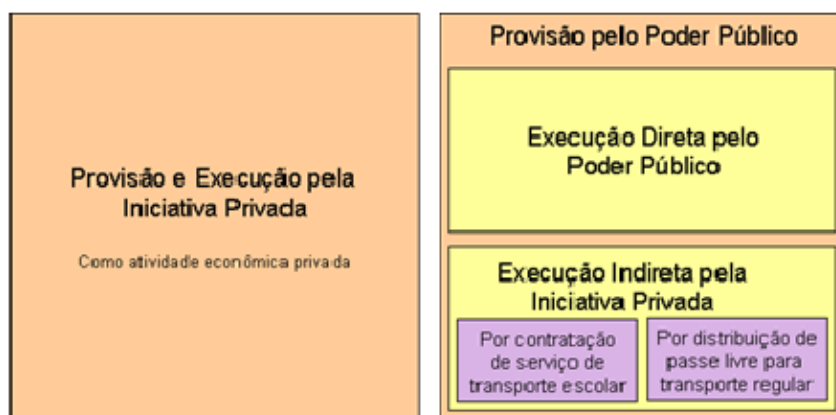 Provisão e Execução pela
Iniciativa Privada
Como atividade econômica privada
Provisão pelo Poder Público
Execução Direta pelo
Poder Público
Execução Indireta pela
Iniciativa Privada
Por contratação
de serviço de
transporte escolar
Por distribuição de
passe livre para
transporte regular